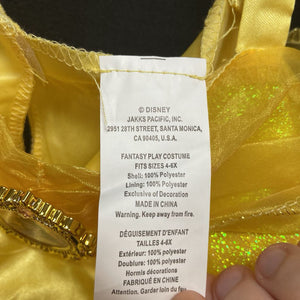 © DISNEY
JAKKS PACIFIC, INC.
2951 28TH STREET, SANTA MONICA,
CA 90405, U.S.A.
FANTASY PLAY COSTUME
FITS SIZES 4-6X
Shell: 100% Polyester
Lining: 100% Polyester
Exclusive of Decoration
MADE IN CHINA
Warning. Keep away from fire.
DÉGUISEMENT D'ENFANT
TAILLES 4-6X
Extérieur: 100% polyester
Doublure: 100% polyester
Hormis décorations
FABRIQUÉ EN CHINE
Attention. Garder loin du feu